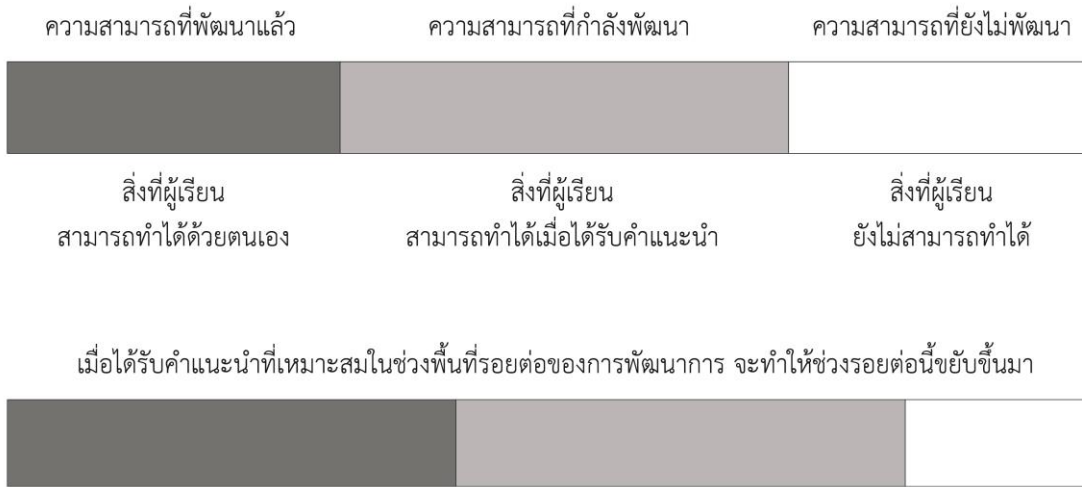 ความสามารถที่พัฒนาแล้ว ความสามารถที่กำลังพัฒนา ความสามารถที่ยังไม่พัฒนา
สิ่งที่ผู้เรียน สิ่งที่ผู้เรียน สิ่งที่ผู้เรียน
สามารถทำได้ด้วยตนเอง สามารถทำได้เมื่อได้รับคำแนะนำ ยังไม่สามารถทำได้
เมื่อได้รับคำแนะนำที่เหมาะสมในช่วงพื้นที่รอยต่อของการพัฒนาการ จะทำให้ช่วงรอยต่อนี้ขยับขึ้นมา